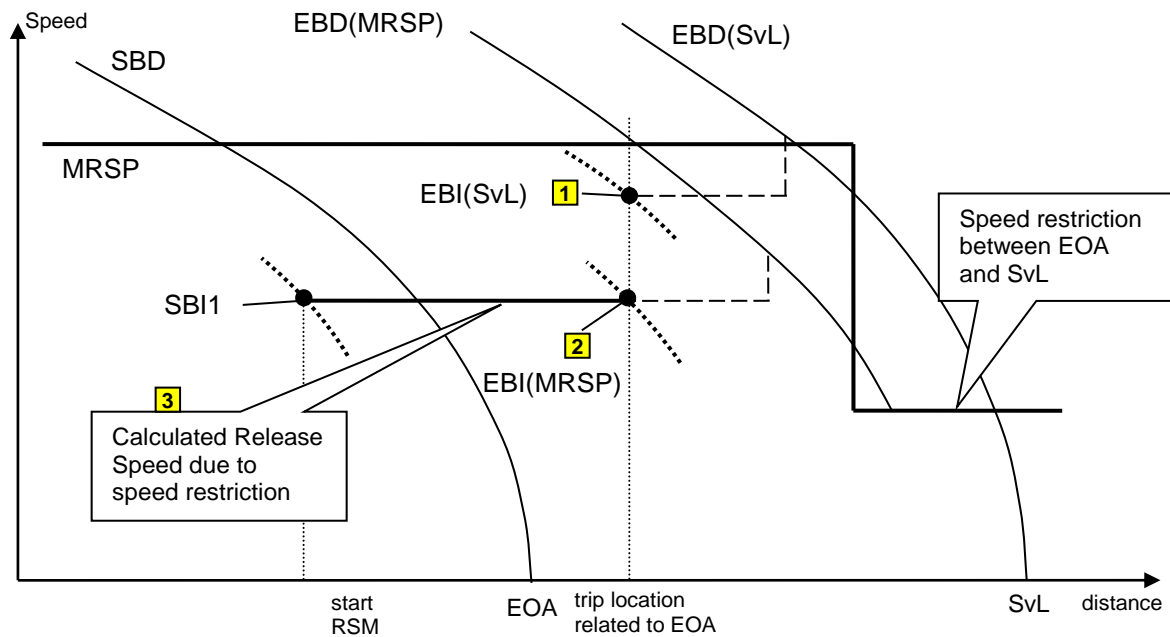 Speed
EBD(MRSP)
EBD(SvL)
SBD
MRSP
EBI(SvL)
1
Speed restriction
between EOA
and SvL
SBI1
2
EBI(MRSP)
3
Calculated Release
Speed due to
speed restriction
start
RSM
EOA
trip location
related to EOA
SvL
distance